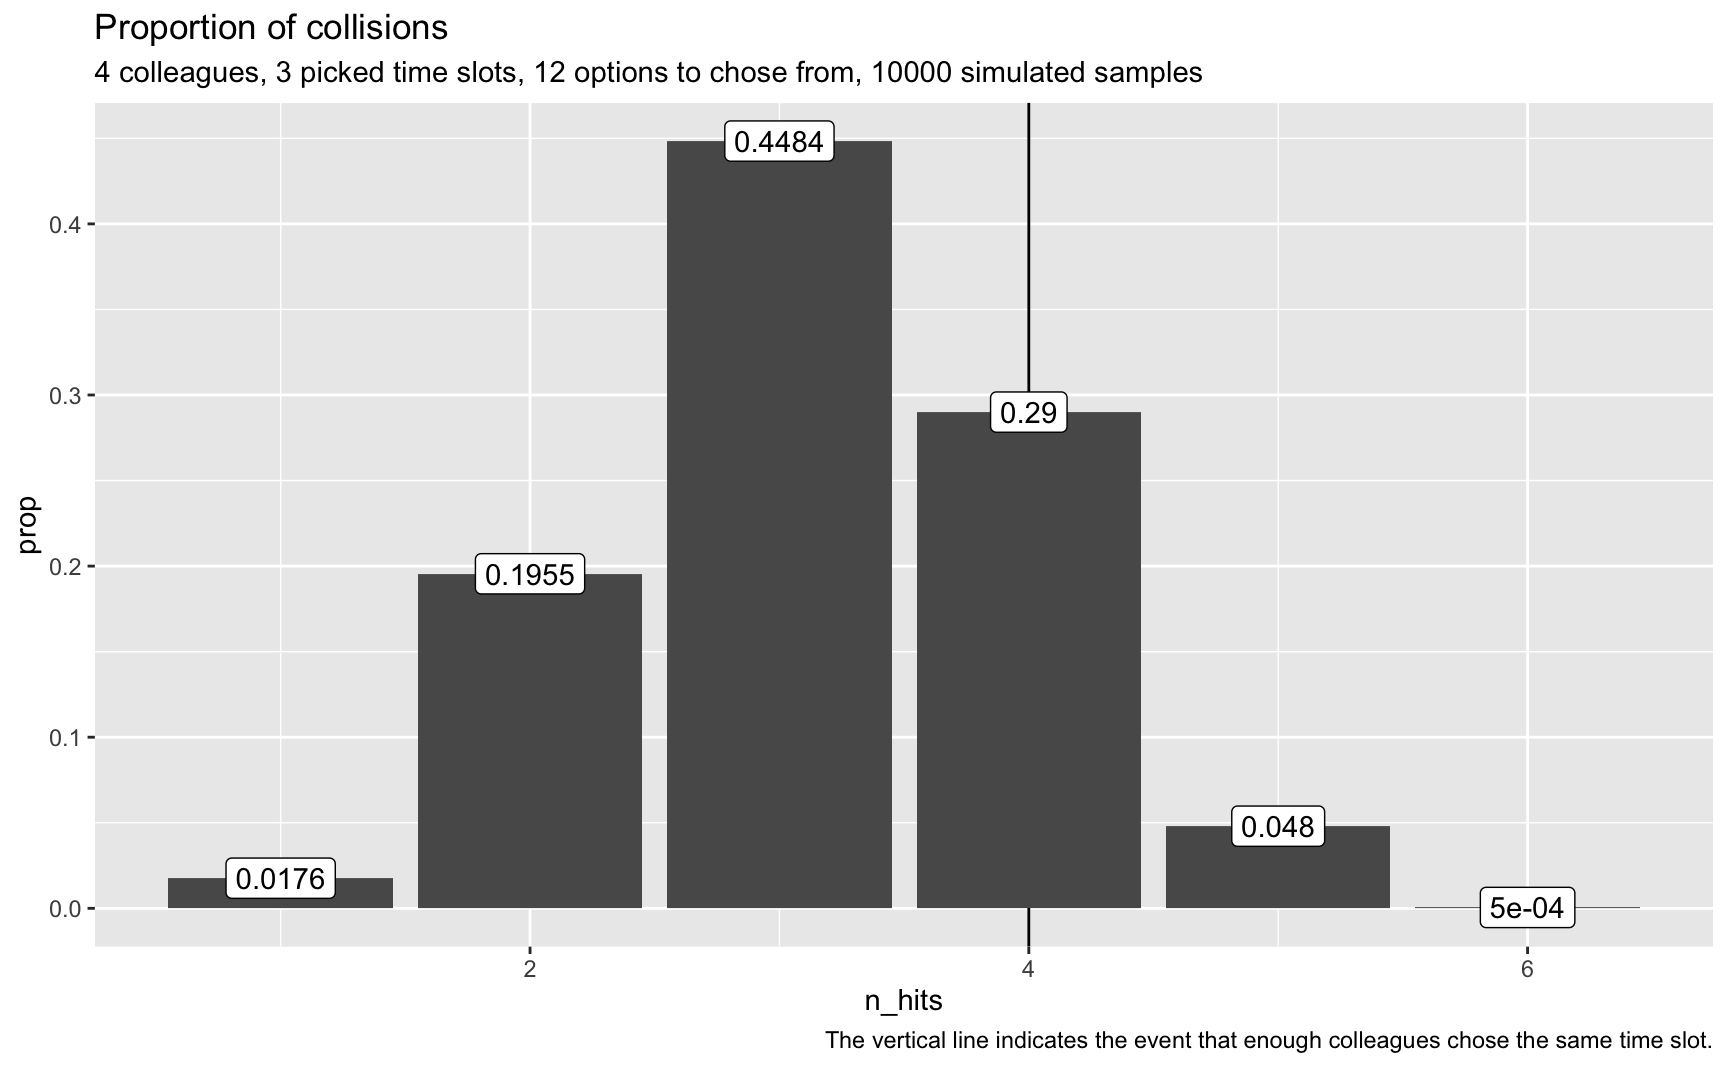 Proportion of collisions
4 colleagues, 3 picked time slots, 12 options to chose from, 10000 simulated samples
0.4484
0.4
0.3
0.29
prop
0.2
0.1955
0.1
0.048
0.0176
0.0
5e-04
2
4
6
n_hits
The vertical line indicates the event that enough colleagues chose the same time slot.